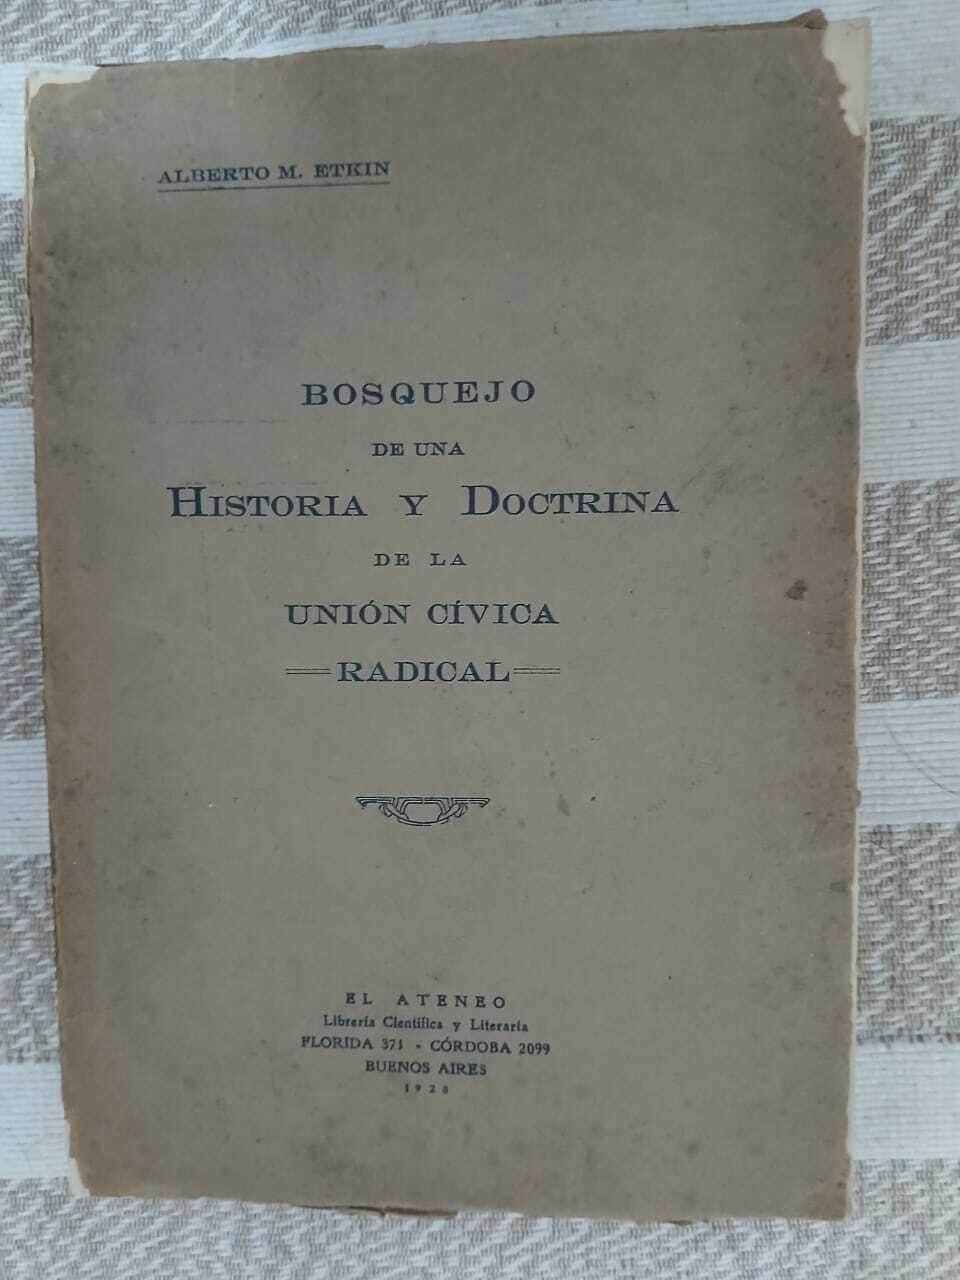 ALBERTO M. ETKIN
BOSQUEJO
DE UNA
HISTORIA Y DOCTRINA
DE LA
UNIÓN CÍVICA
RADICAL
EL ATENEO
Librería Científica y Literaria
FLORIDA 371 - CÓRDOBA 2099
BUENOS AIRES
1928